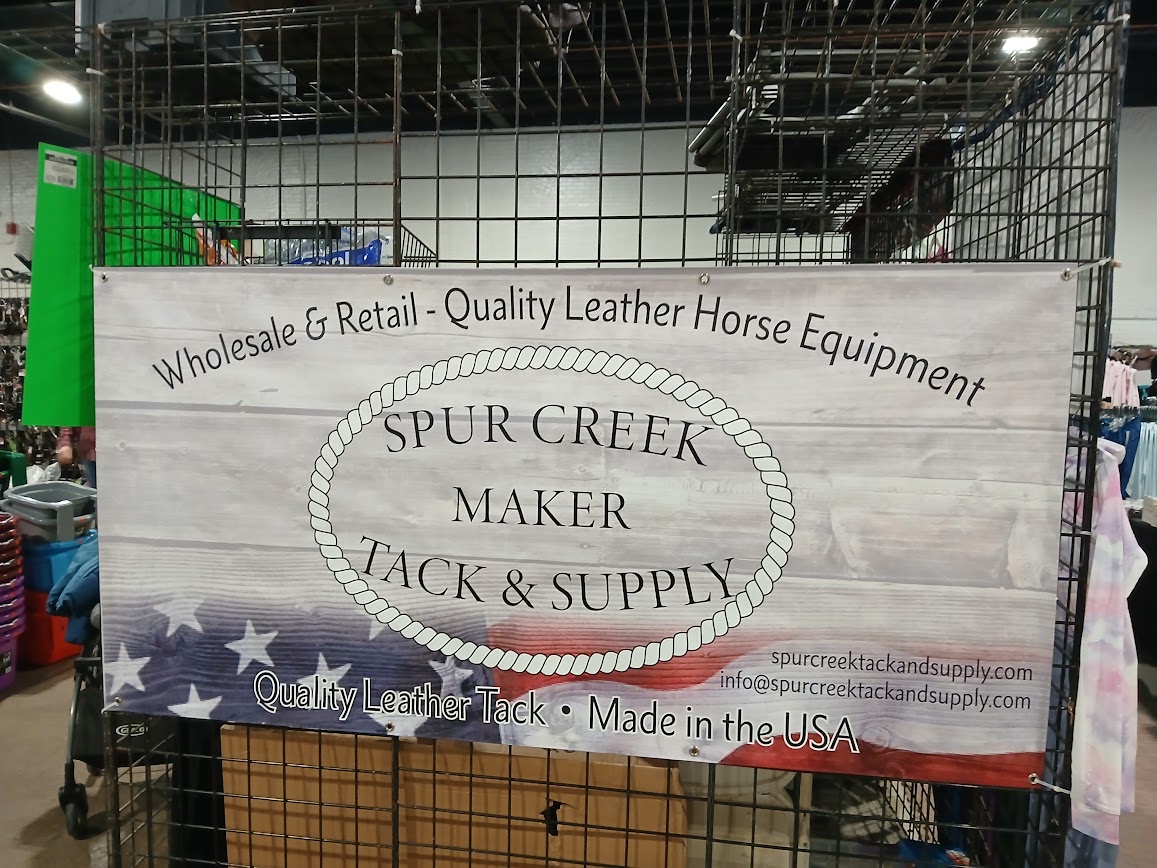 Wholesale & Retail - Quality Leather Horse Equipment
SPUR CREEK
MAKER
TACK & SUPPLY
spurcreektackandsupply.com
info@spurcreektackandsupply.com
Quality Leather Tack • Made in the USA